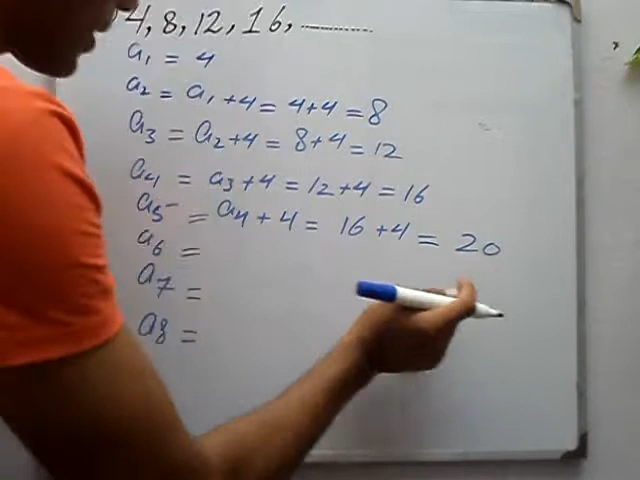 4, 8, 12, 16, ............
a₁ = 4
a₂ = a₁ + 4 = 4+4 = 8
a₃ = a₂ + 4 = 8 + 4 = 12
a₄ = a₃ + 4 = 12 + 4 = 16
a₅ = a₄ + 4 = 16 + 4 = 20
a₆ =
a₇ =
a₈ =